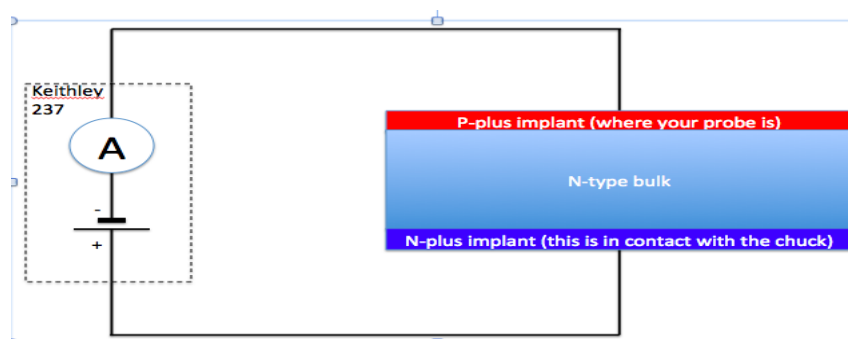 Keithley
237
A
-
+
P-plus implant (where your probe is)
N-type bulk
N-plus implant (this is in contact with the chuck)